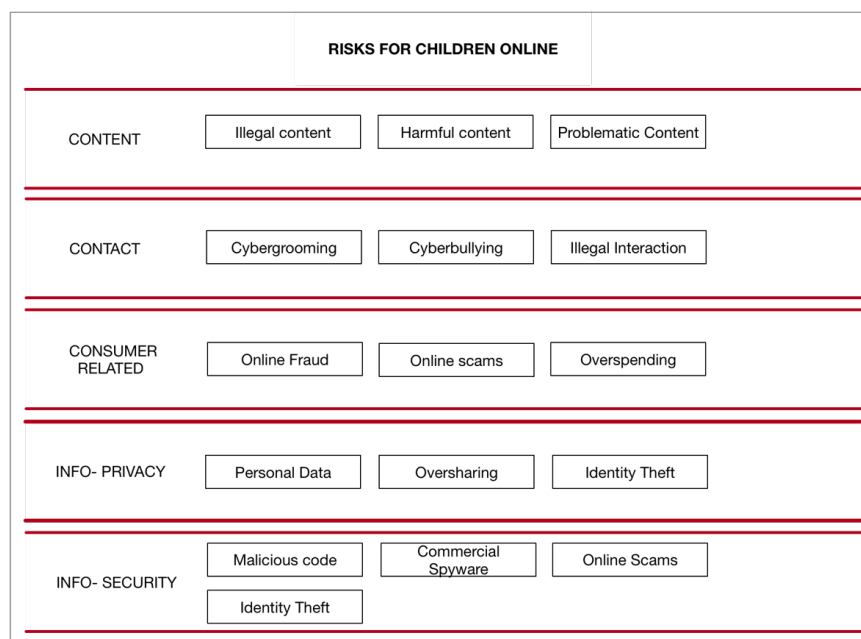 RISKS FOR CHILDREN ONLINE
CONTENT
Illegal content
Harmful content
Problematic Content
CONTACT
Cybergrooming
Cyberbullying
Illegal Interaction
CONSUMER
RELATED
Online Fraud
Online scams
Overspending
INFO- PRIVACY
Personal Data
Oversharing
Identity Theft
INFO- SECURITY
Malicious code
Commercial
Spyware
Online Scams
Identity Theft